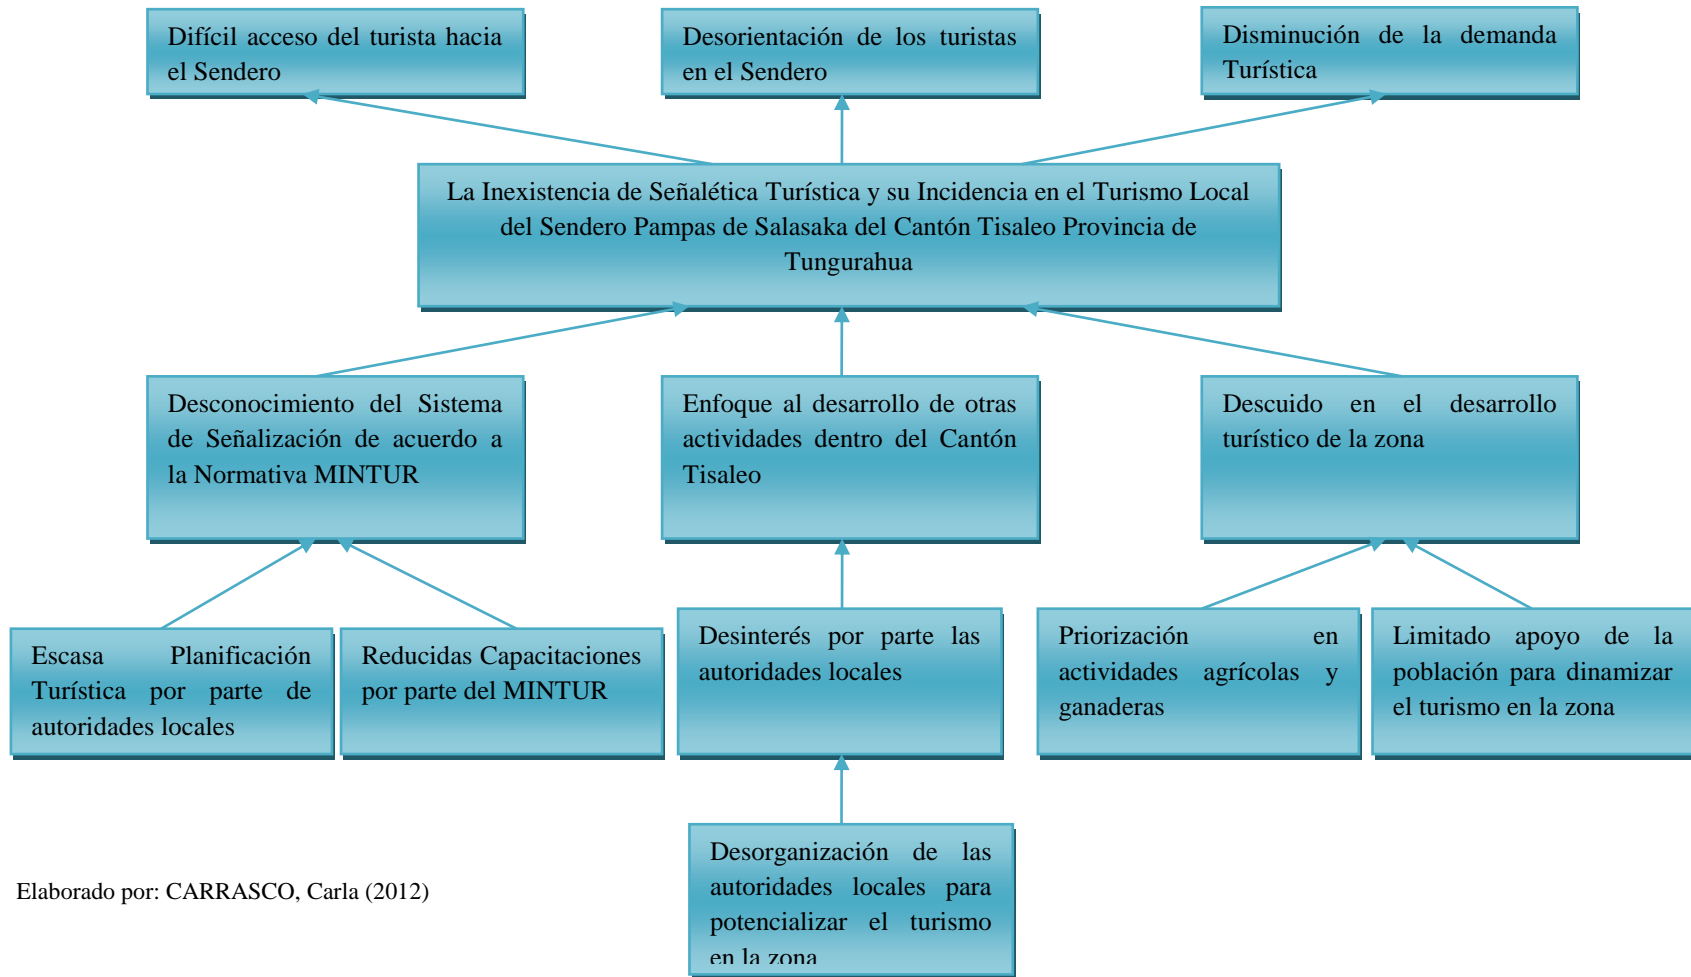 Difícil acceso del turista hacia
el Sendero
Desorientación de los turistas
en el Sendero
Disminución de la demanda
Turística
La Inexistencia de Señalética Turística y su Incidencia en el Turismo Local
del Sendero Pampas de Salasaka del Cantón Tisaleo Provincia de
Tungurahua
Desconocimiento del Sistema
de Señalización de acuerdo a
la Normativa MINTUR
Enfoque al desarrollo de otras
actividades dentro del Cantón
Tisaleo
Descuido en el desarrollo
turístico de la zona
Escasa Planificación
Turística por parte de
autoridades locales
Reducidas Capacitaciones
por parte del MINTUR
Desinterés por parte las
autoridades locales
Priorización en
actividades agrícolas y
ganaderas
Limitado apoyo de la
población para dinamizar
el turismo en la zona
Desorganización de las
autoridades locales para
potencializar el turismo
en la zona
Elaborado por: CARRASCO, Carla (2012)